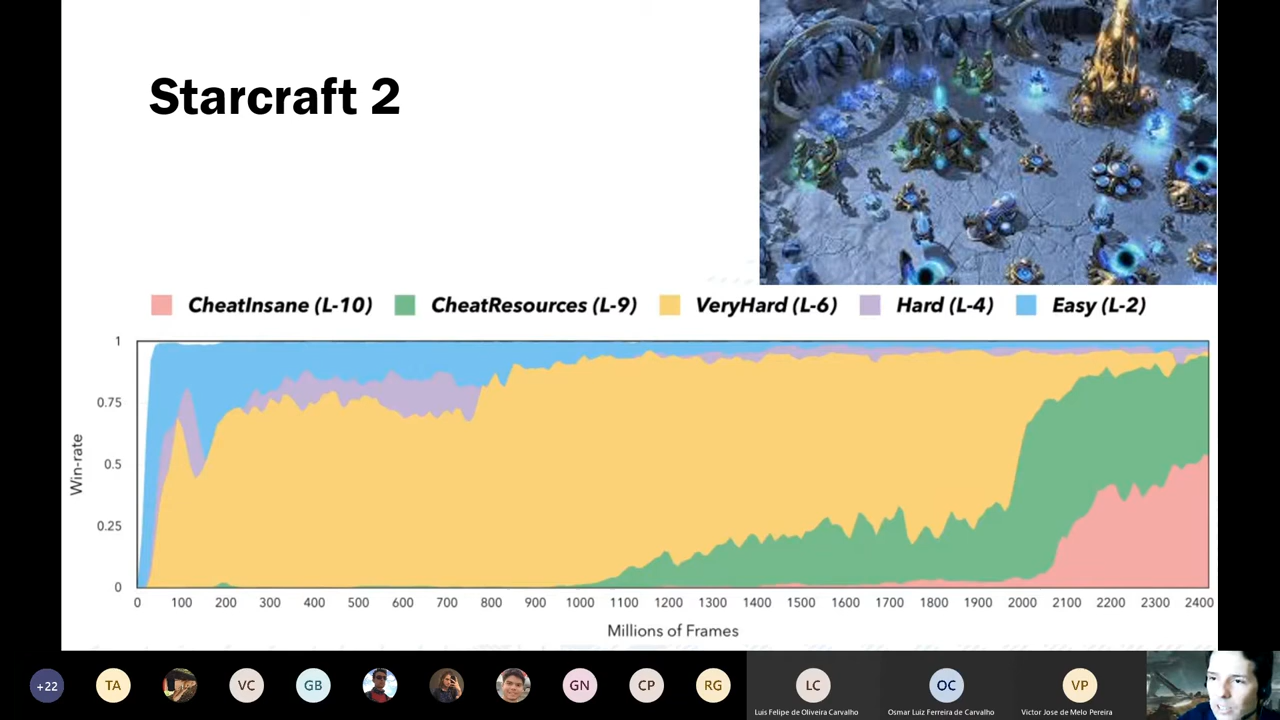 Starcraft 2
CheatInsane (L-10) CheatResources (L-9) VeryHard (L-6) Hard (L-4) Easy (L-2)
1
0.75
0.5
0.25
0
Win-rate
0 100 200 300 400 500 600 700 800 900 1000 1100 1200 1300 1400 1500 1600 1700 1800 1900 2000 2100 2200 2300 2400
Millions of Frames
+22 TA VC GB GN CP RG LC OC VP
Luis Felipe de Oliveira Carvalho Osmar Luiz Ferreira de Carvalho Victor Jose de Melo Pereira